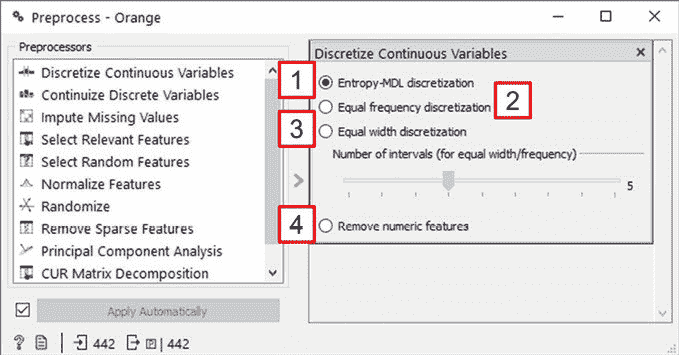 Preprocess - Orange
Preprocessors
Discretize Continuous Variables
Continuize Discrete Variables
Impute Missing Values
Select Relevant Features
Select Random Features
Normalize Features
Randomize
Remove Sparse Features
Principal Component Analysis
CUR Matrix Decomposition
Apply Automatically
? 442 P | 442
Discretize Continuous Variables
1 Entropy-MDL discretization
Equal frequency discretization 2
3 Equal width discretization
Number of intervals (for equal width/frequency)
5
4 Remove numeric features